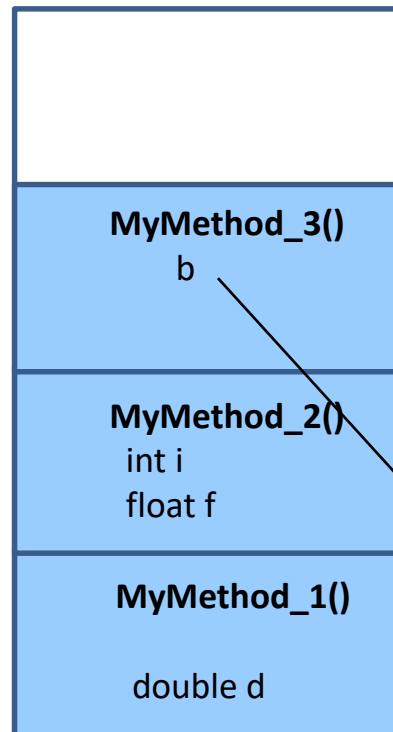 MyMethod_3()
b
MyMethod_2()
int i
float f
MyMethod_1()
double d